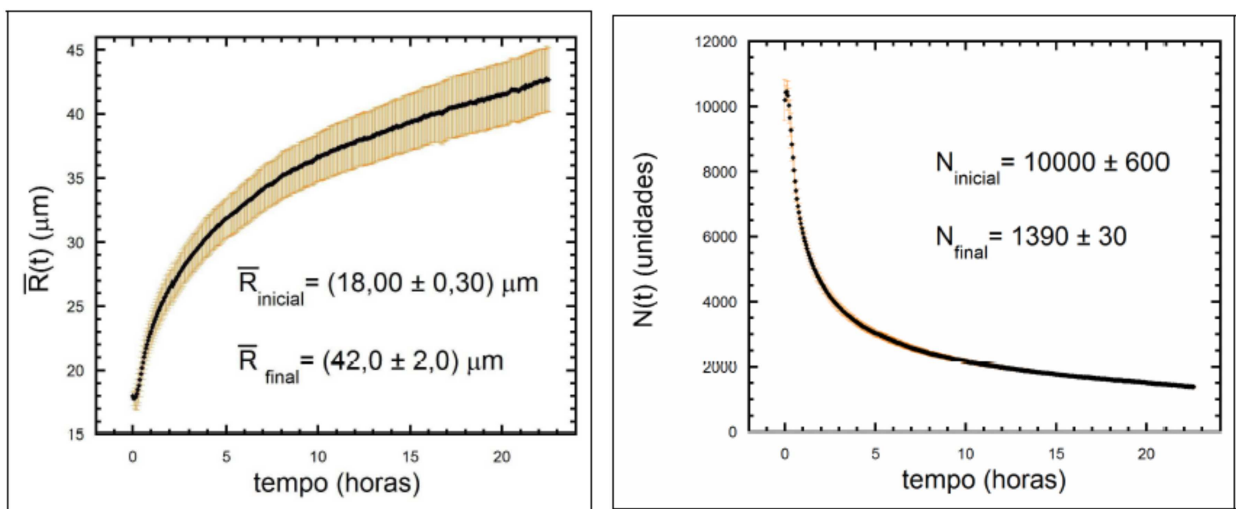 45
40
35
30
25
20
15
R̅(t) (μm)
R̅inicial = (18,00 ± 0,30) μm
R̅ final = (42,0 ± 2,0) μm
0 5 10 15 20
tempo (horas)
12000
10000
8000
6000
4000
2000
0
N(t) (unidades)
Ninicial = 10000 ± 600
Nfinal = 1390 ± 30
0 5 10 15 20
tempo (horas)